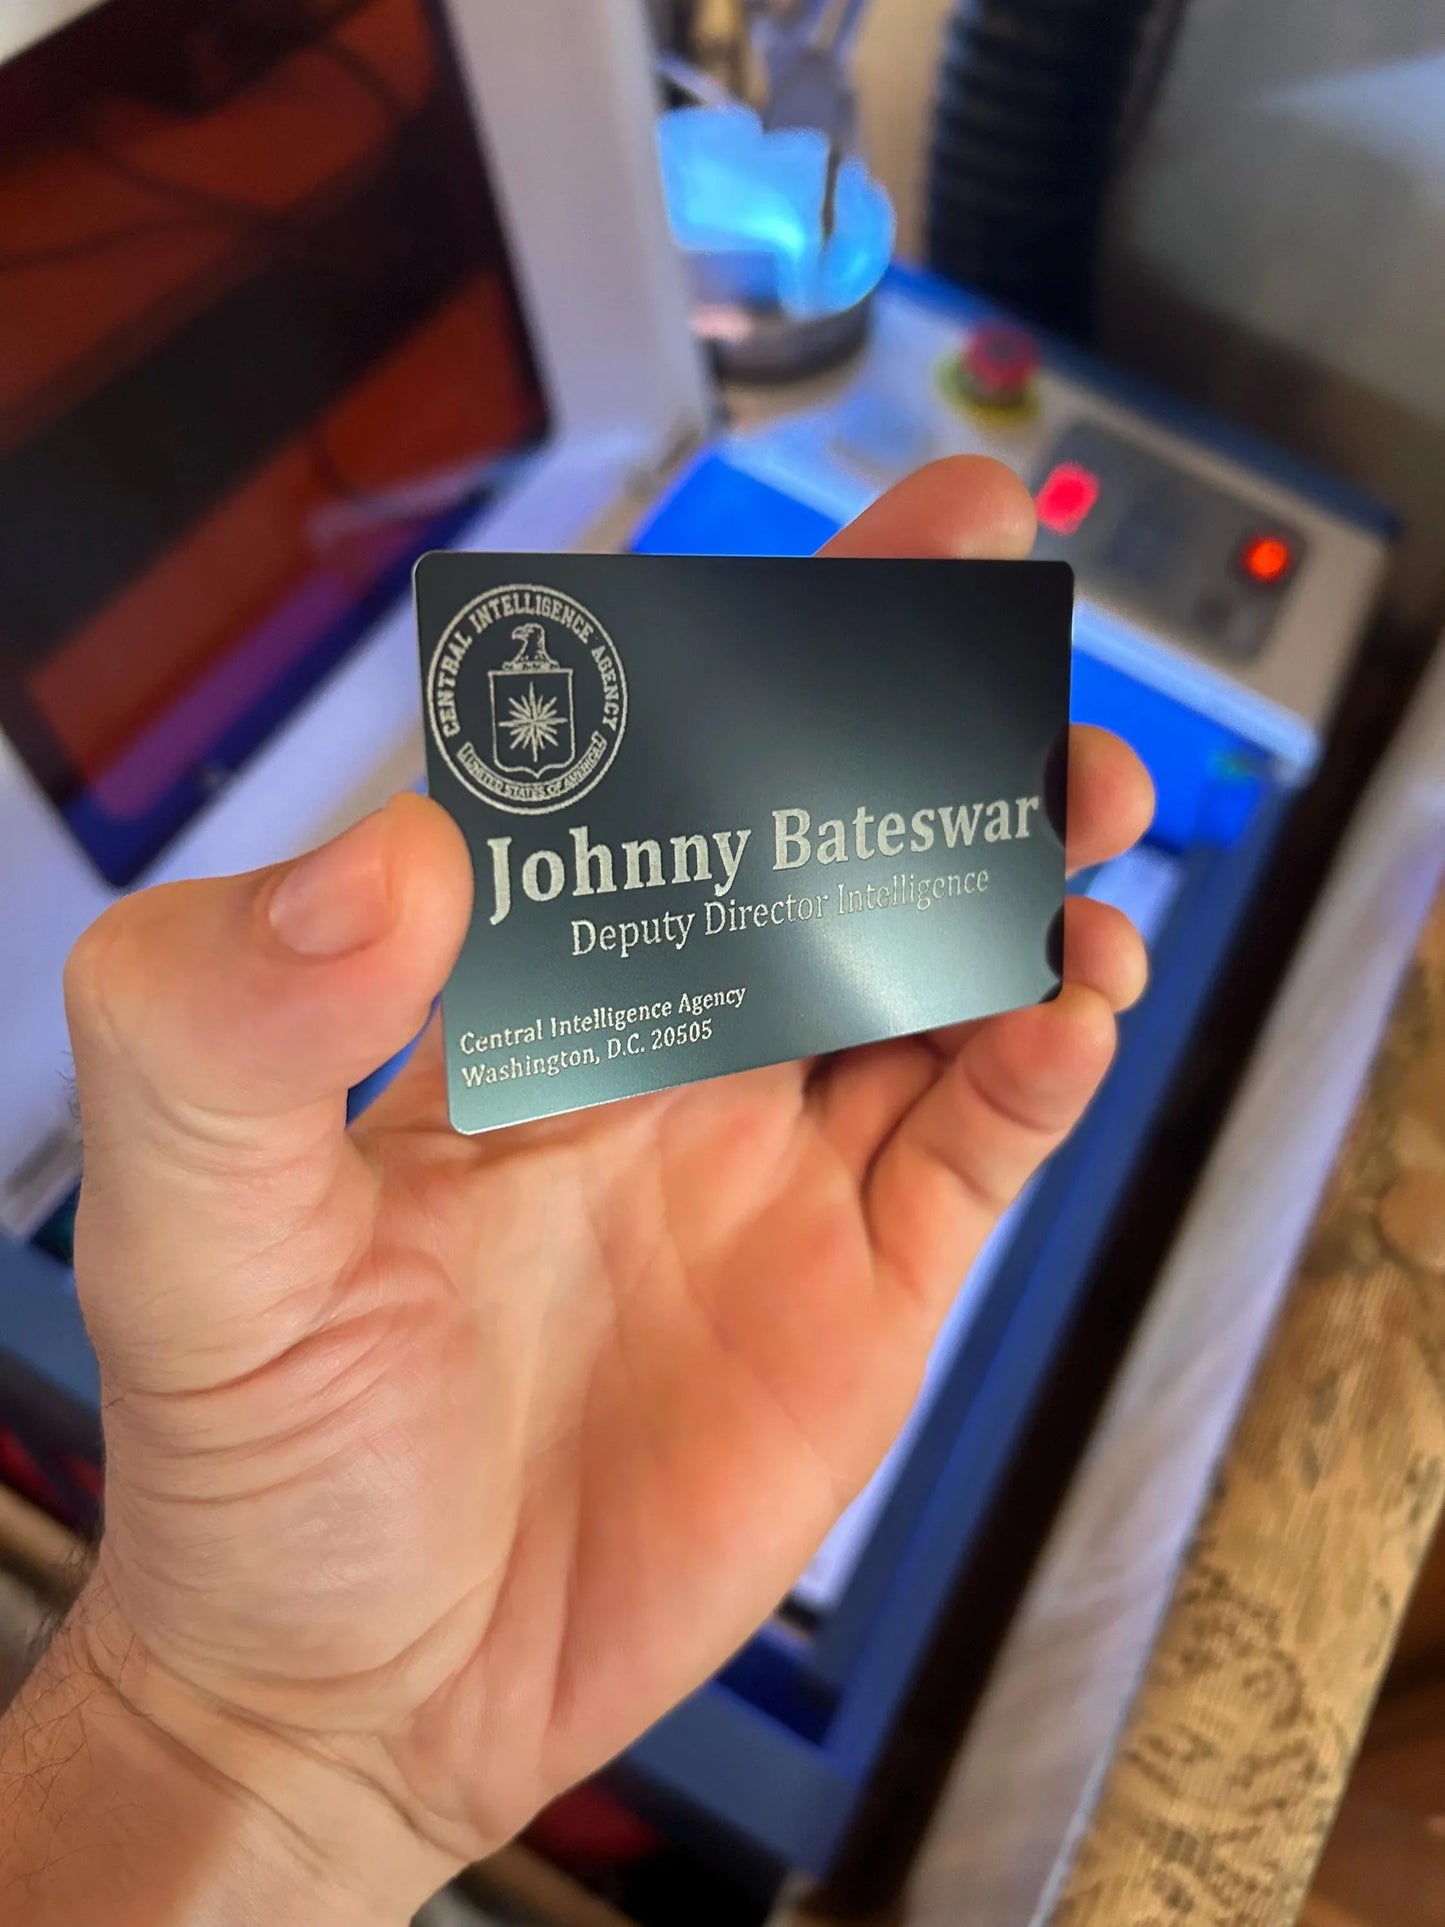 CENTRAL INTELLIGENCE AGENCY
UNITED STATES OF AMERICA
Johnny Bateswar
Deputy Director Intelligence
Central Intelligence Agency
Washington, D.C. 20505